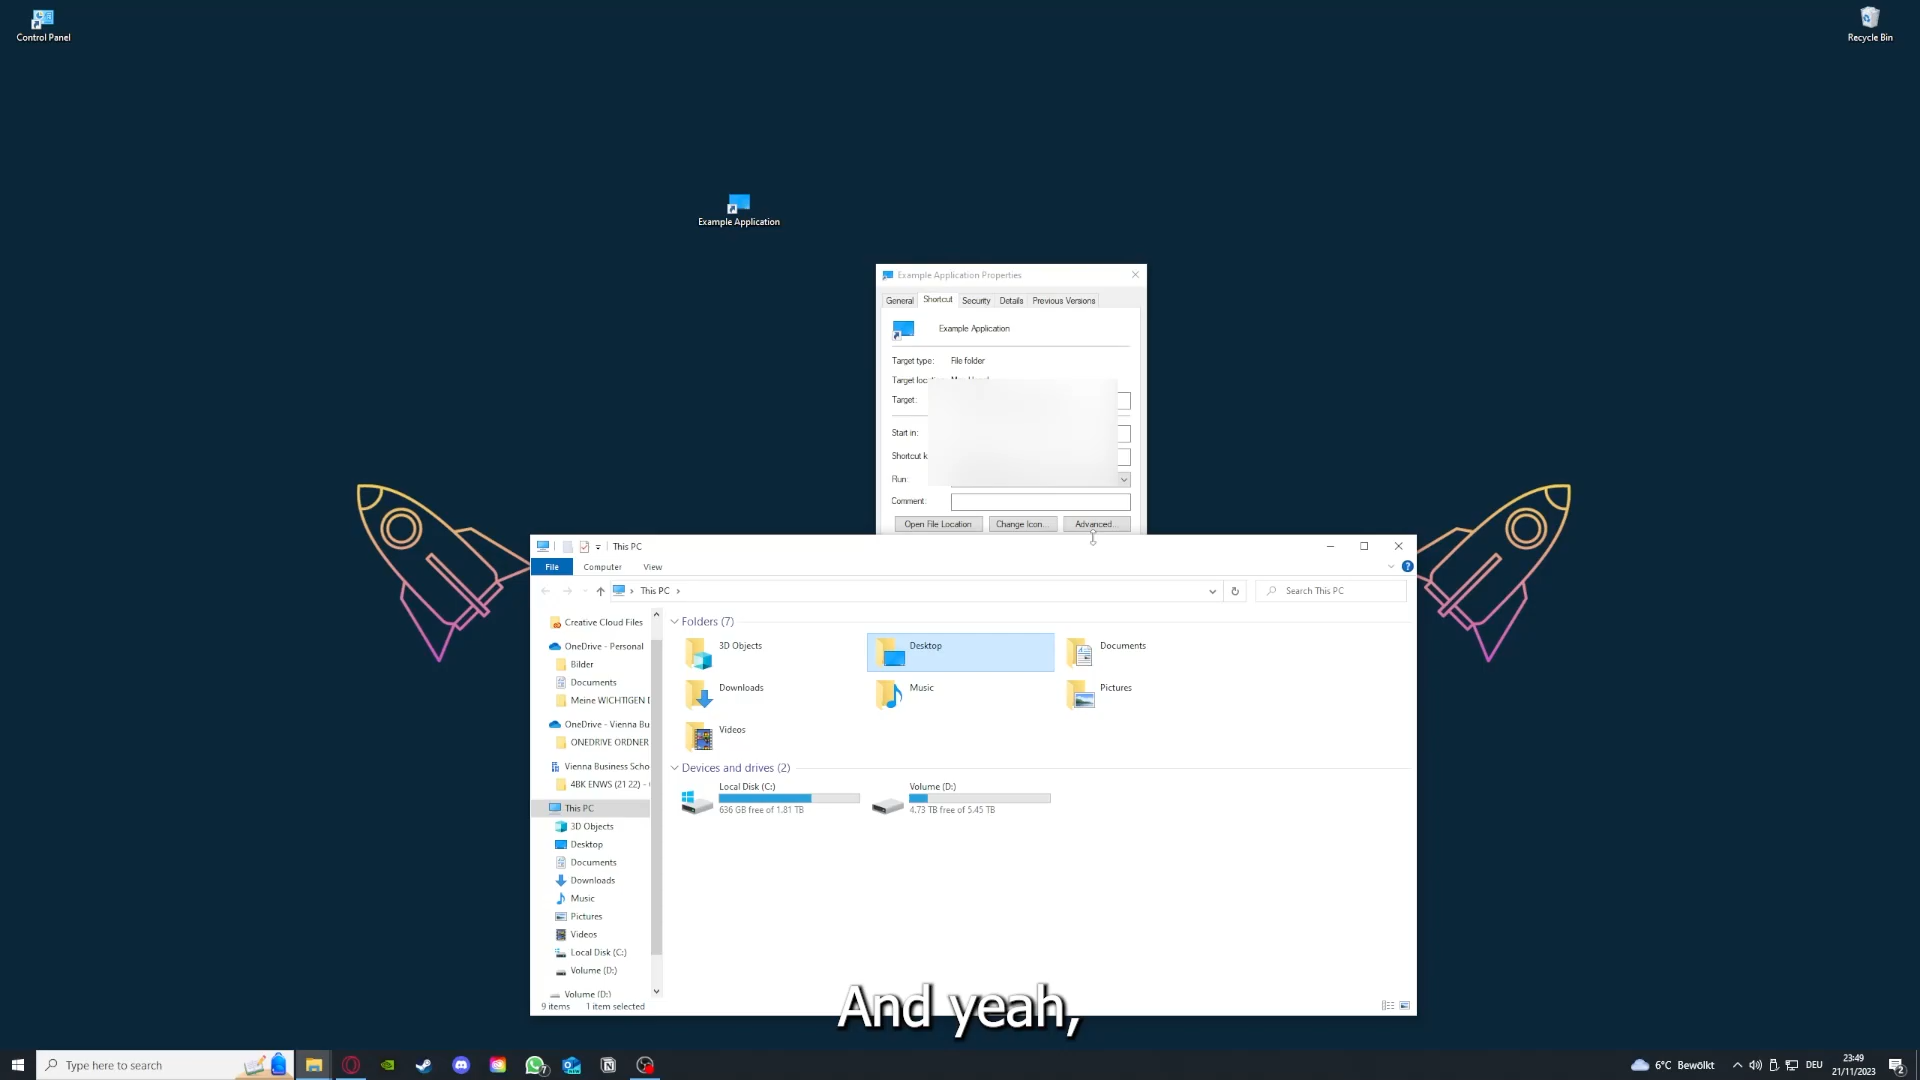 Control Panel
Recycle Bin
Example Application
Example Application Properties
General Shortcut Security Details Previous Versions
Example Application
Target type: File folder
Target
Target:
Start in:
Shortcut
Run:
Comment:
Open File Location Change Icon... Advanced...
This PC
File Computer View
This PC
Search This PC
Creative Cloud Files
OneDrive - Personal
Bilder
Documents
Meine WICHTIGEN
OneDrive - Vienna Bu
ONEDRIVE ORDNER
Vienna Business Scho
4BK ENWS (21 22) -
This PC
3D Objects
Desktop
Documents
Downloads
Music
Pictures
Videos
Local Disk (C:)
Volume (D:)
Volume (D:)
Folders (7)
3D Objects
Desktop
Documents
Downloads
Music
Pictures
Videos
Devices and drives (2)
Local Disk (C:)
636 GB free of 1.81 TB
Volume (D:)
4.73 TB free of 5.45 TB
9 items 1 item selected
And yeah,
Type here to search
7
6°C Bewölkt
DEU
23:49
21/11/2023
2